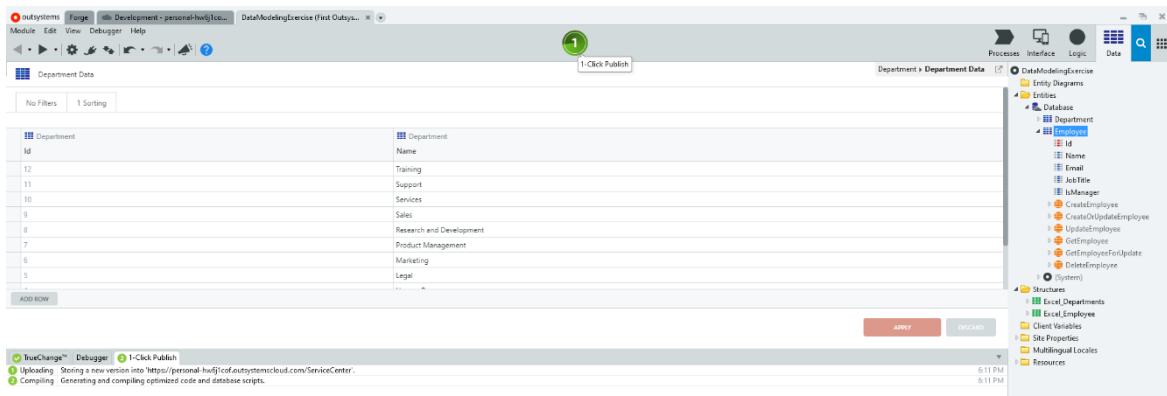 outsystems Forge Development - personal-hw6j1co... DataModelingExercise (First Outsys...
Module Edit View Debugger Help
1
1-Click Publish
Processes Interface Logic Data
Department Data
Department Department Data
No Filters 1 Sorting
Department Department
Id Name
12 Training
11 Support
10 Services
9 Sales
8 Research and Development
7 Product Management
6 Marketing
5 Legal
ADD ROW
APPLY DISCARD
TrueChange™ Debugger 2 1-Click Publish
1 Uploading Storing a new version into 'https://personal-hw6j1cof.outsystemscloud.com/ServiceCenter'. 6:11 PM
2 Compiling Generating and compiling optimized code and database scripts. 6:11 PM
DataModelingExercise
Entity Diagrams
Entities
Database
Department
Employee
Id
Name
Email
JobTitle
IsManager
CreateEmployee
CreateOrUpdateEmployee
UpdateEmployee
GetEmployee
GetEmployeeForUpdate
DeleteEmployee
(System)
Structures
Excel_Departments
Excel_Employee
Client Variables
Site Properties
Multilingual Locales
Resources